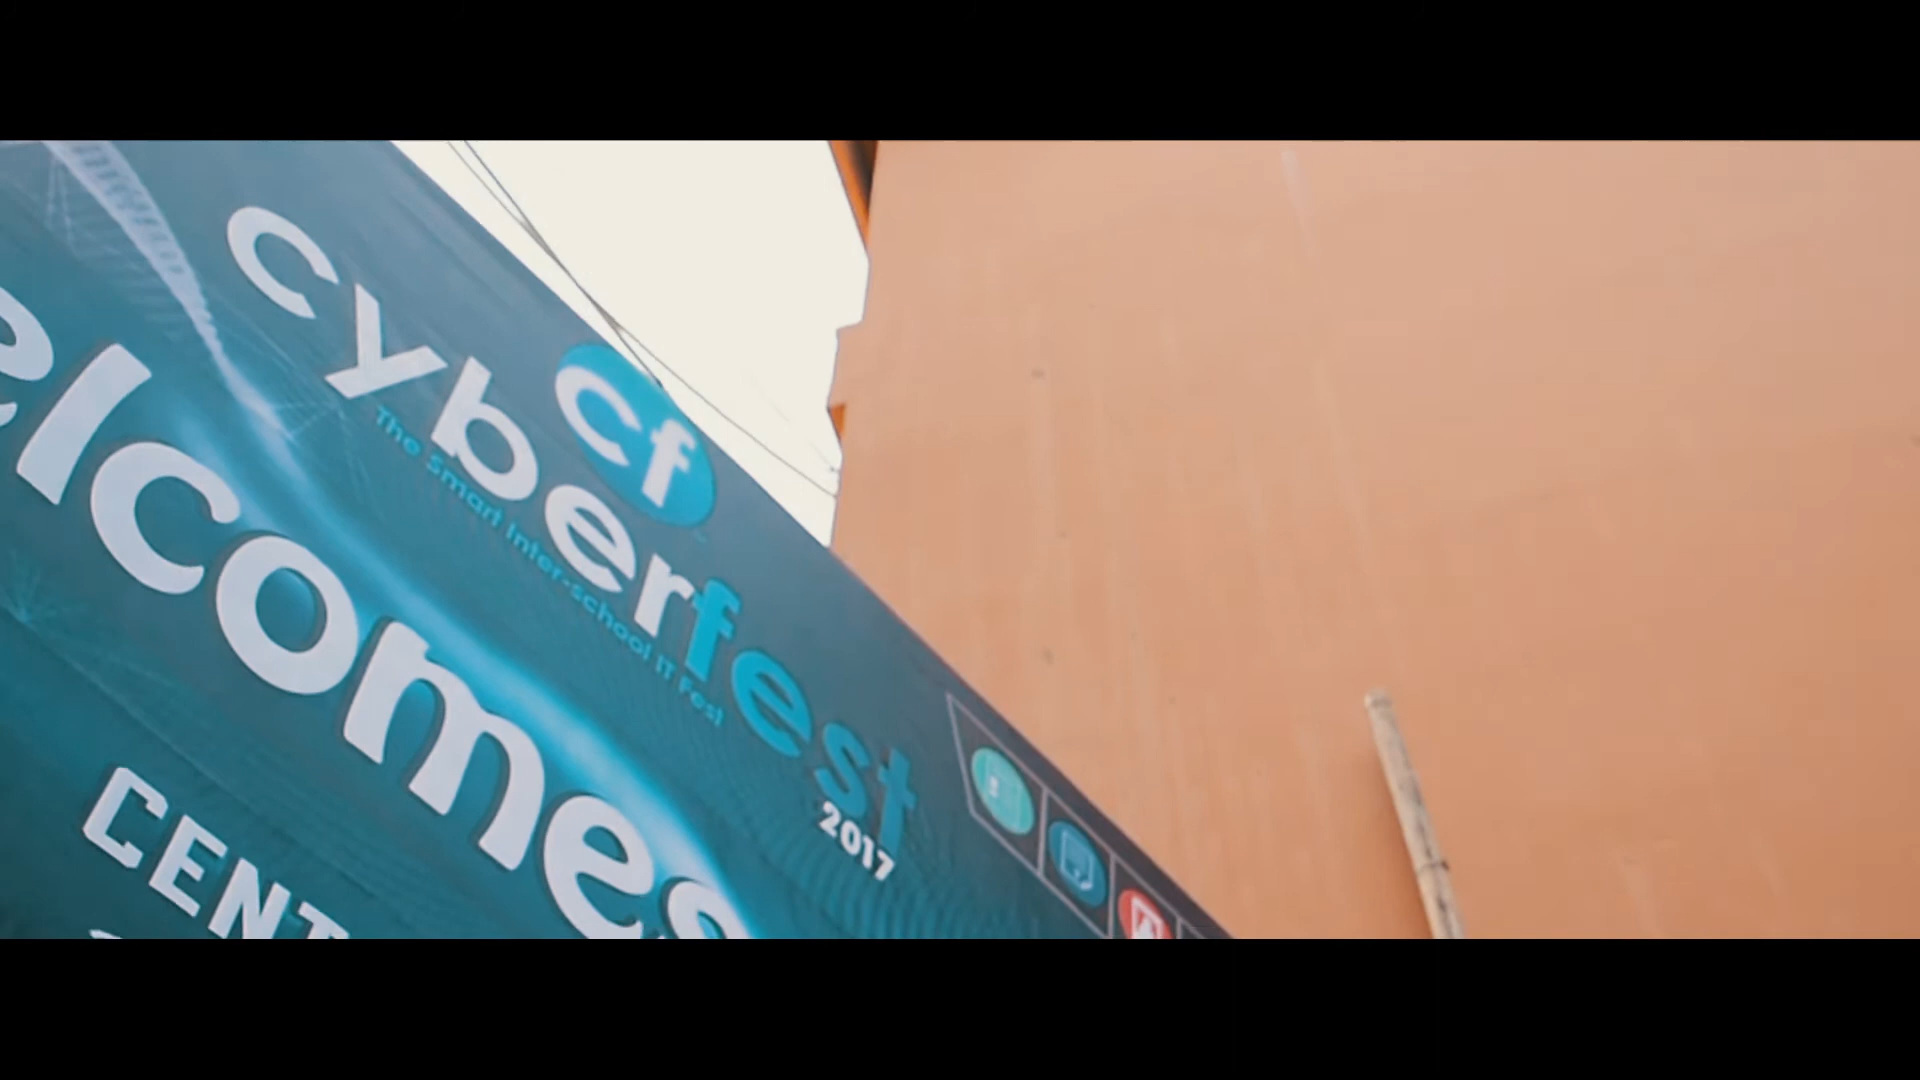 cf
cyberfest
The Smart Inter-school IT Fest
2017
elcomes
CENT